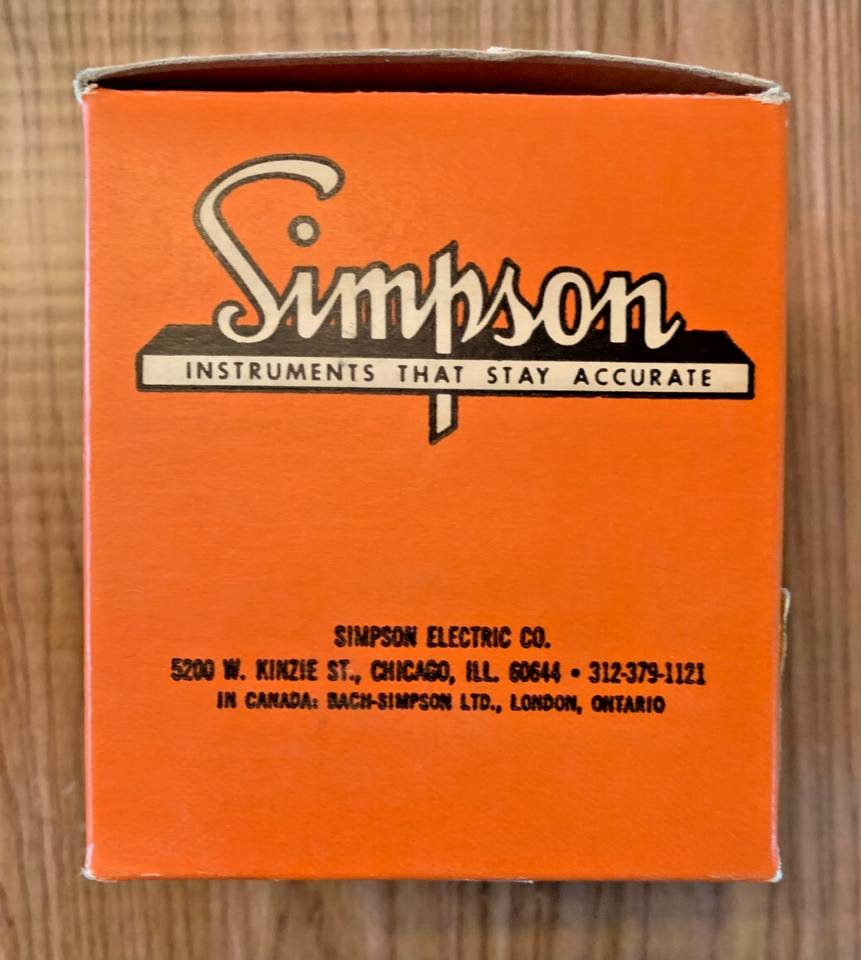 Simpson
INSTRUMENTS THAT STAY ACCURATE
SIMPSON ELECTRIC CO.
5200 W. KINZIE ST., CHICAGO, ILL. 60644 • 312-379-1121
IN CANADA: BACH-SIMPSON LTD., LONDON, ONTARIO